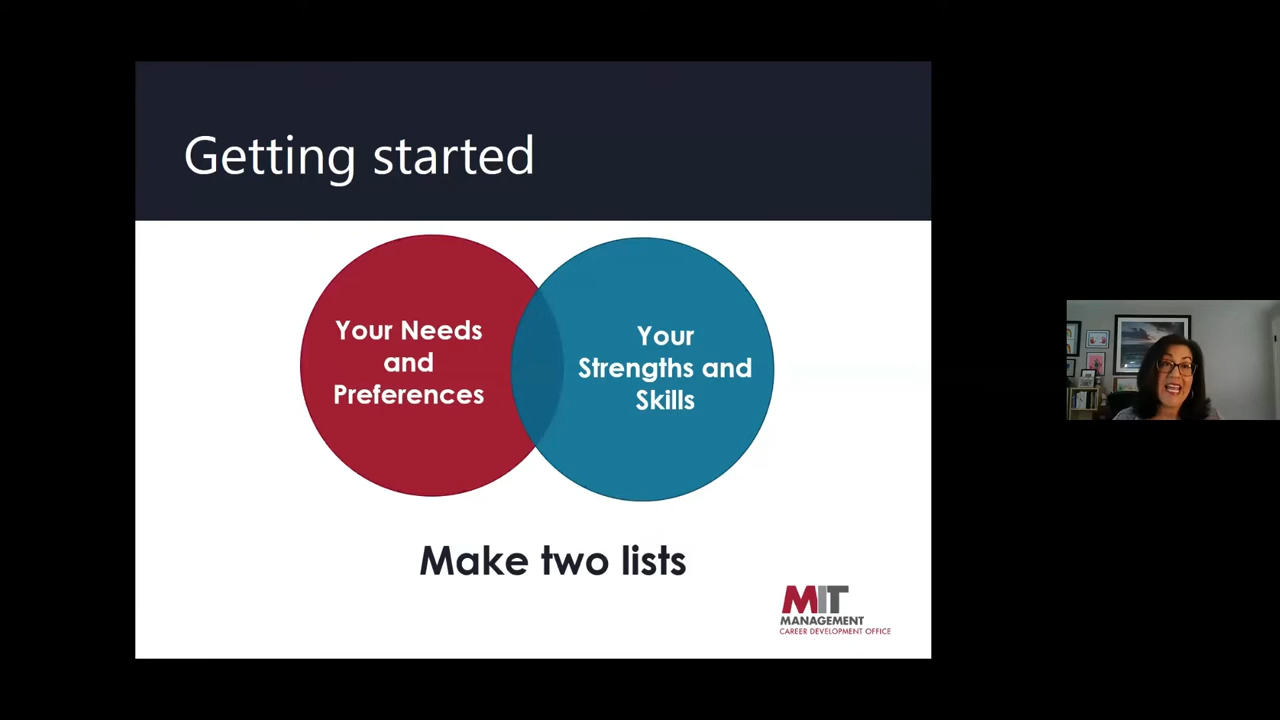 Getting started
Your Needs
and
Preferences
Your
Strengths and
Skills
Make two lists
MIT
MANAGEMENT
CAREER DEVELOPMENT OFFICE